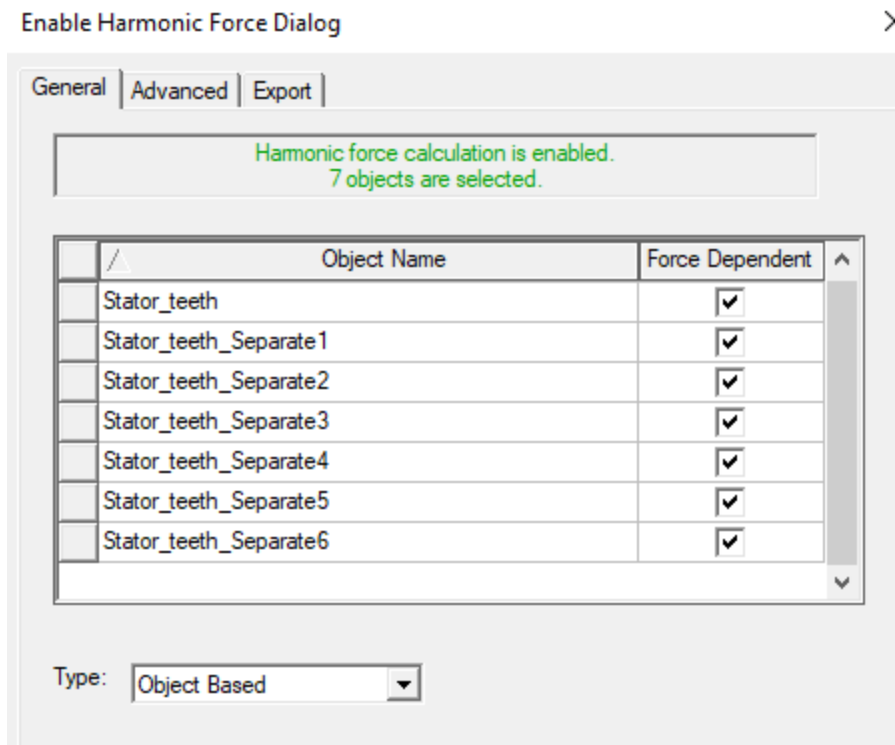 Enable Harmonic Force Dialog
General Advanced Export
Harmonic force calculation is enabled.
7 objects are selected.
Object Name Force Dependent
Stator_teeth
Stator_teeth_Separate1
Stator_teeth_Separate2
Stator_teeth_Separate3
Stator_teeth_Separate4
Stator_teeth_Separate5
Stator_teeth_Separate6
Type: Object Based